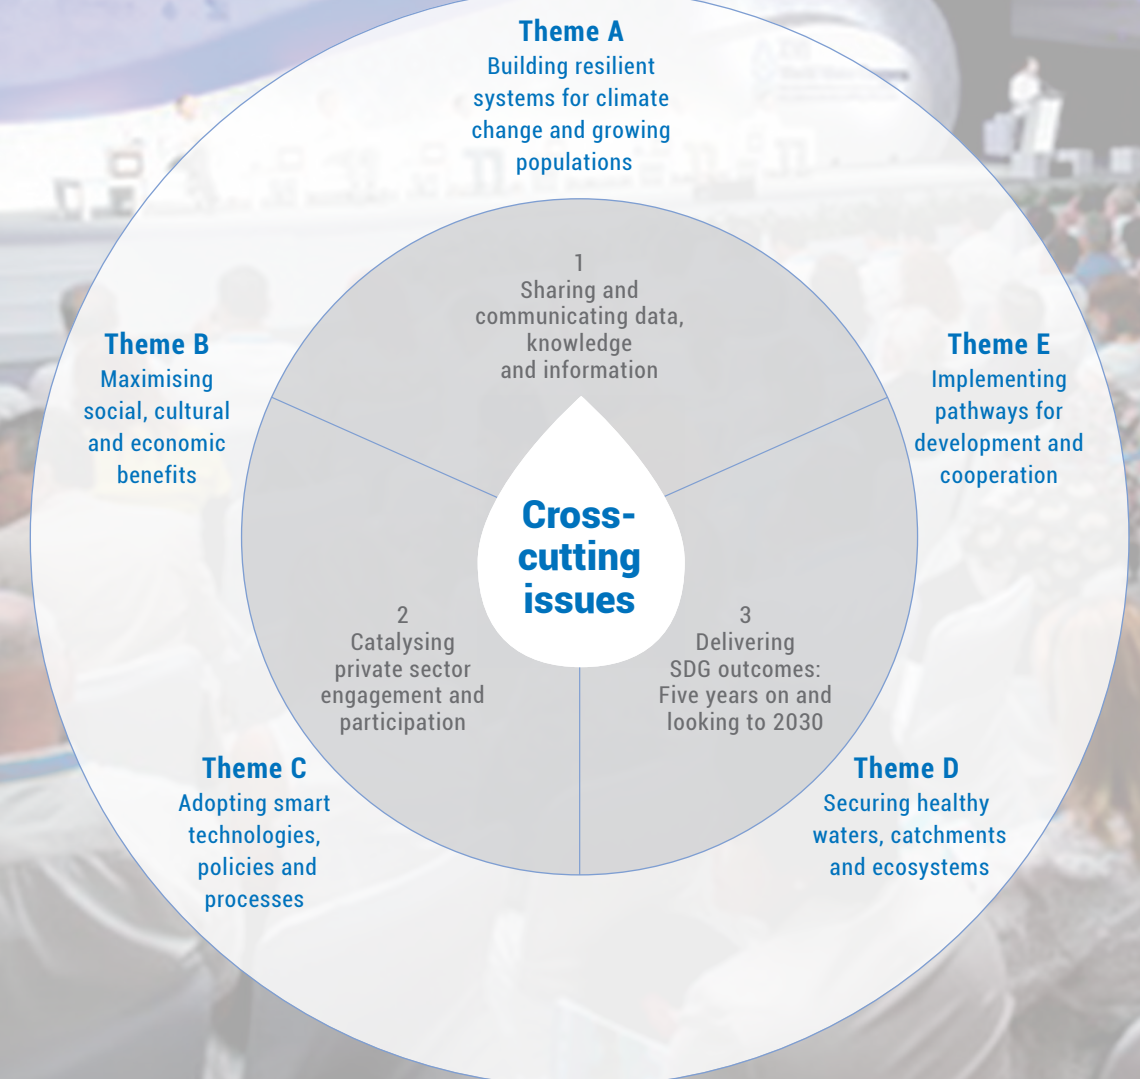 Theme A
Building resilient
systems for climate
change and growing
populations
1
Sharing and
communicating data,
knowledge
and information
Theme B
Maximising
social, cultural
and economic
benefits
Theme E
Implementing
pathways for
development and
cooperation
Cross-
cutting
issues
2
Catalysing
private sector
engagement and
participation
3
Delivering
SDG outcomes:
Five years on and
looking to 2030
Theme C
Adopting smart
technologies,
policies and
processes
Theme D
Securing healthy
waters, catchments
and ecosystems